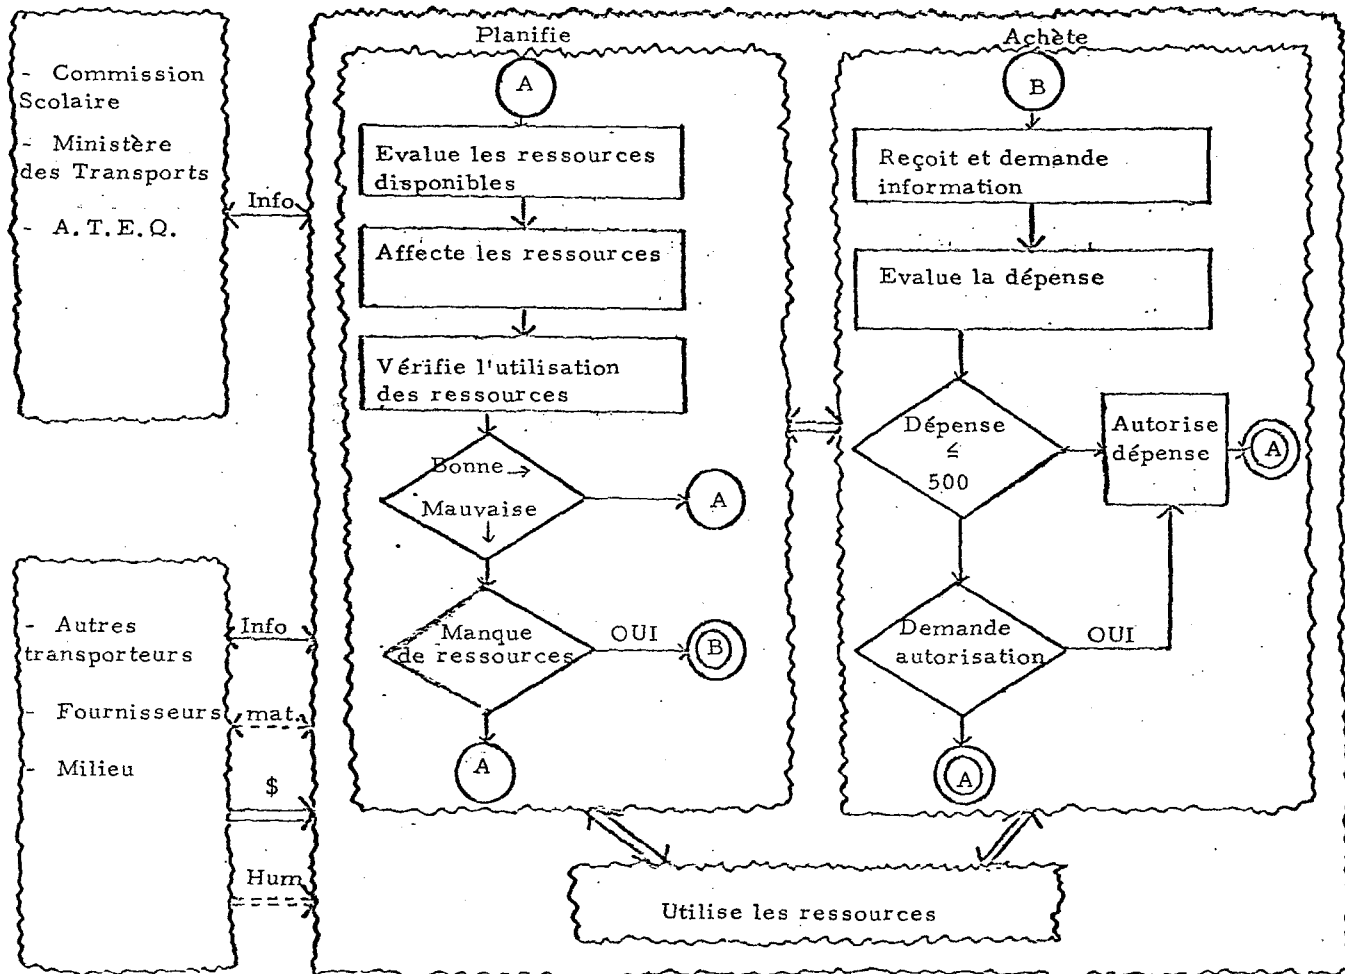 - Commission
Scolaire
- Ministère
des Transports
- A.T.E.Q.
Info
- Autres
transporteurs
- Fournisseurs
- Milieu
Info
mat.
$
Hum
Planifie
A
Evalue les ressources
disponibles
Affecte les ressources
Vérifie l'utilisation
des ressources
Bonne →
Mauvaise
↓
A
Manque
de ressources
OUI
B
A
Achète
B
Reçoit et demande
information
Evalue la dépense
Dépense
≤
500
Autorise
dépense
A
Demande
autorisation
OUI
A
Utilise les ressources